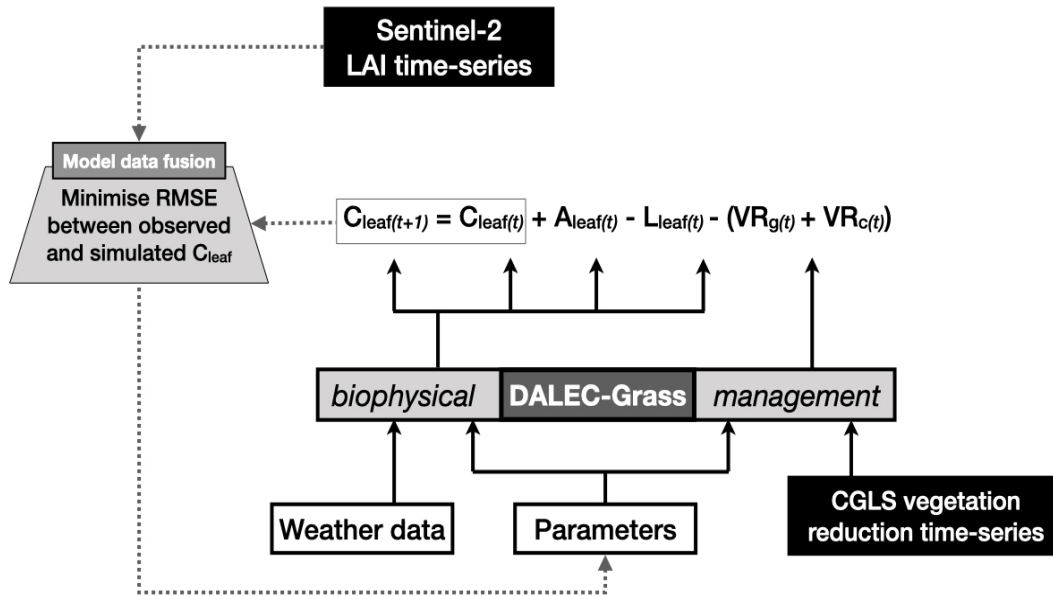 Sentinel-2
LAI time-series
Model data fusion
Minimise RMSE
between observed
and simulated Cleaf
Cleaf(t+1) = Cleaf(t) + Aleaf(t) - Lleaf(t) - (VRg(t) + VRc(t))
biophysical DALEC-Grass management
Weather data
Parameters
CGLS vegetation
reduction time-series